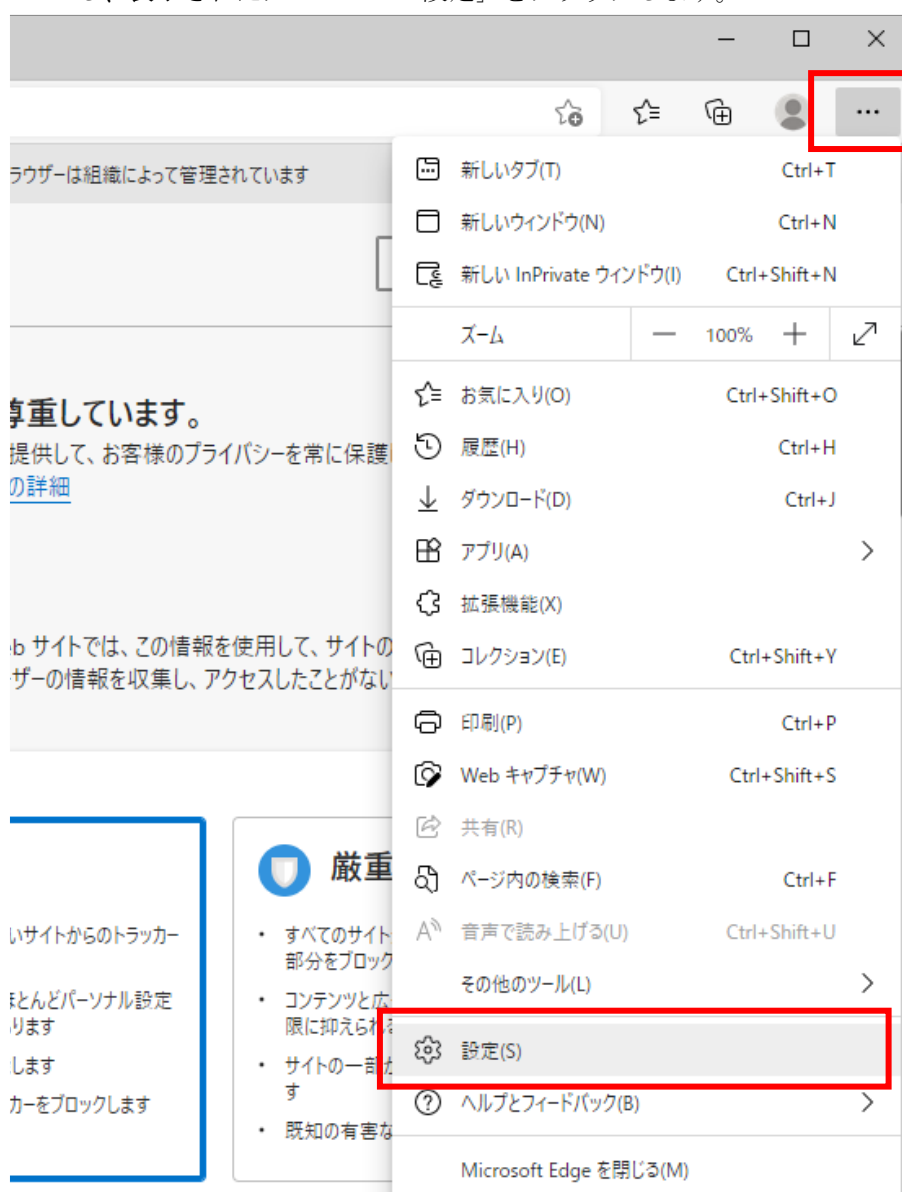 設定」をクリックします。
ラウザーは組織によって管理されています
尊重しています。
提供して、お客様のプライバシーを常に保護
の詳細
eb サイトでは、この情報を使用して、サイトの
ザーの情報を収集し、アクセスしたことがない
いサイトからのトラッカー
ほとんどパーソナル設定
ります
します
カーをブロックします
厳重
• すべてのサイト
部分をブロック
• コンテンツと広
限に抑えられ
• サイトの一部が
す
• 既知の有害な
新しいタブ(T) Ctrl+T
新しいウィンドウ(N) Ctrl+N
新しい InPrivate ウィンドウ(I) Ctrl+Shift+N
ズーム — 100% +
お気に入り(O) Ctrl+Shift+O
履歴(H) Ctrl+H
ダウンロード(D) Ctrl+J
アプリ(A)
拡張機能(X)
コレクション(E) Ctrl+Shift+Y
印刷(P) Ctrl+P
Web キャプチャ(W) Ctrl+Shift+S
共有(R)
ページ内の検索(F) Ctrl+F
音声で読み上げる(U) Ctrl+Shift+U
その他のツール(L)
設定(S)
ヘルプとフィードバック(B)
Microsoft Edge を閉じる(M)